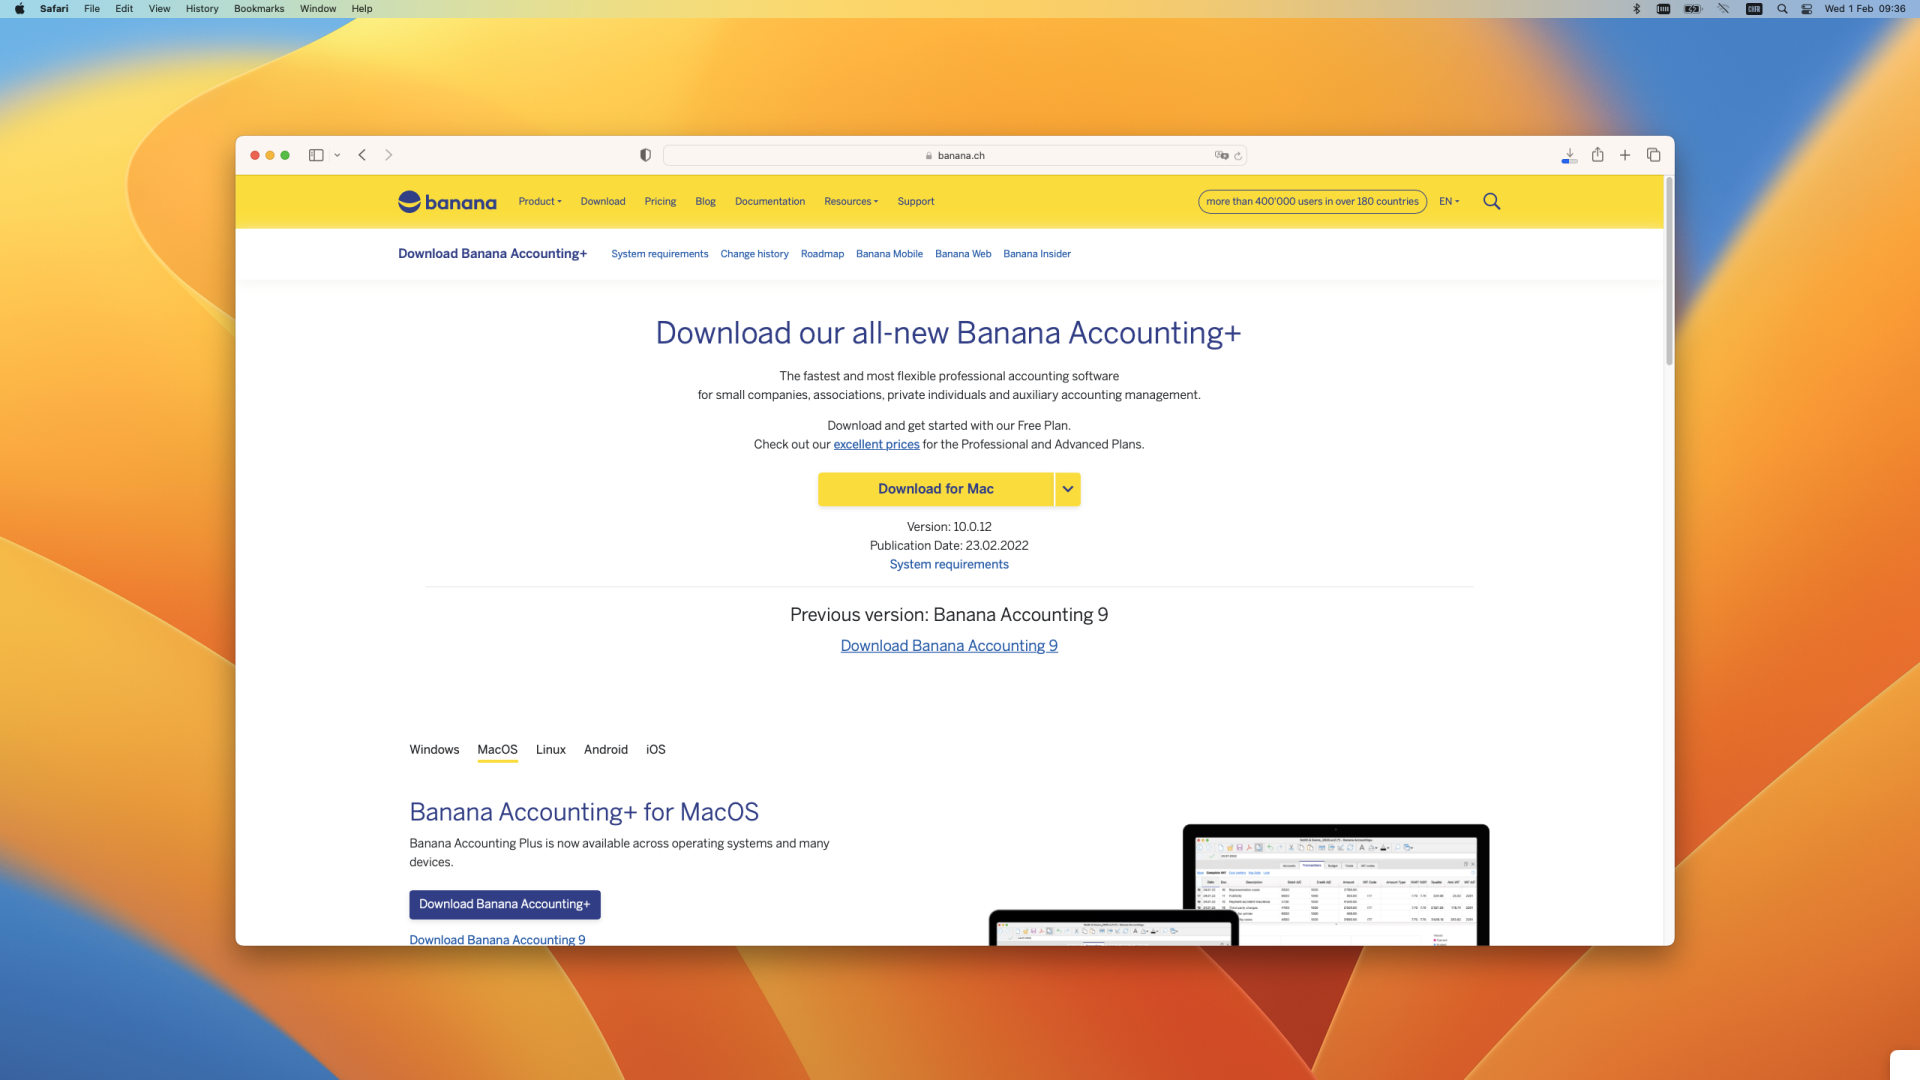 Safari File Edit View History Bookmarks Window Help
Wed 1 Feb 09:36
banana.ch
banana Product Download Pricing Blog Documentation Resources Support
more than 400'000 users in over 180 countries EN
Download Banana Accounting+ System requirements Change history Roadmap Banana Mobile Banana Web Banana Insider
Download our all-new Banana Accounting+
The fastest and most flexible professional accounting software
for small companies, associations, private individuals and auxiliary accounting management.
Download and get started with our Free Plan.
Check out our excellent prices for the Professional and Advanced Plans.
Download for Mac
Version: 10.0.12
Publication Date: 23.02.2022
System requirements
Previous version: Banana Accounting 9
Download Banana Accounting 9
Windows MacOS Linux Android iOS
Banana Accounting+ for MacOS
Banana Accounting Plus is now available across operating systems and many
devices.
Download Banana Accounting+
Download Banana Accounting 9